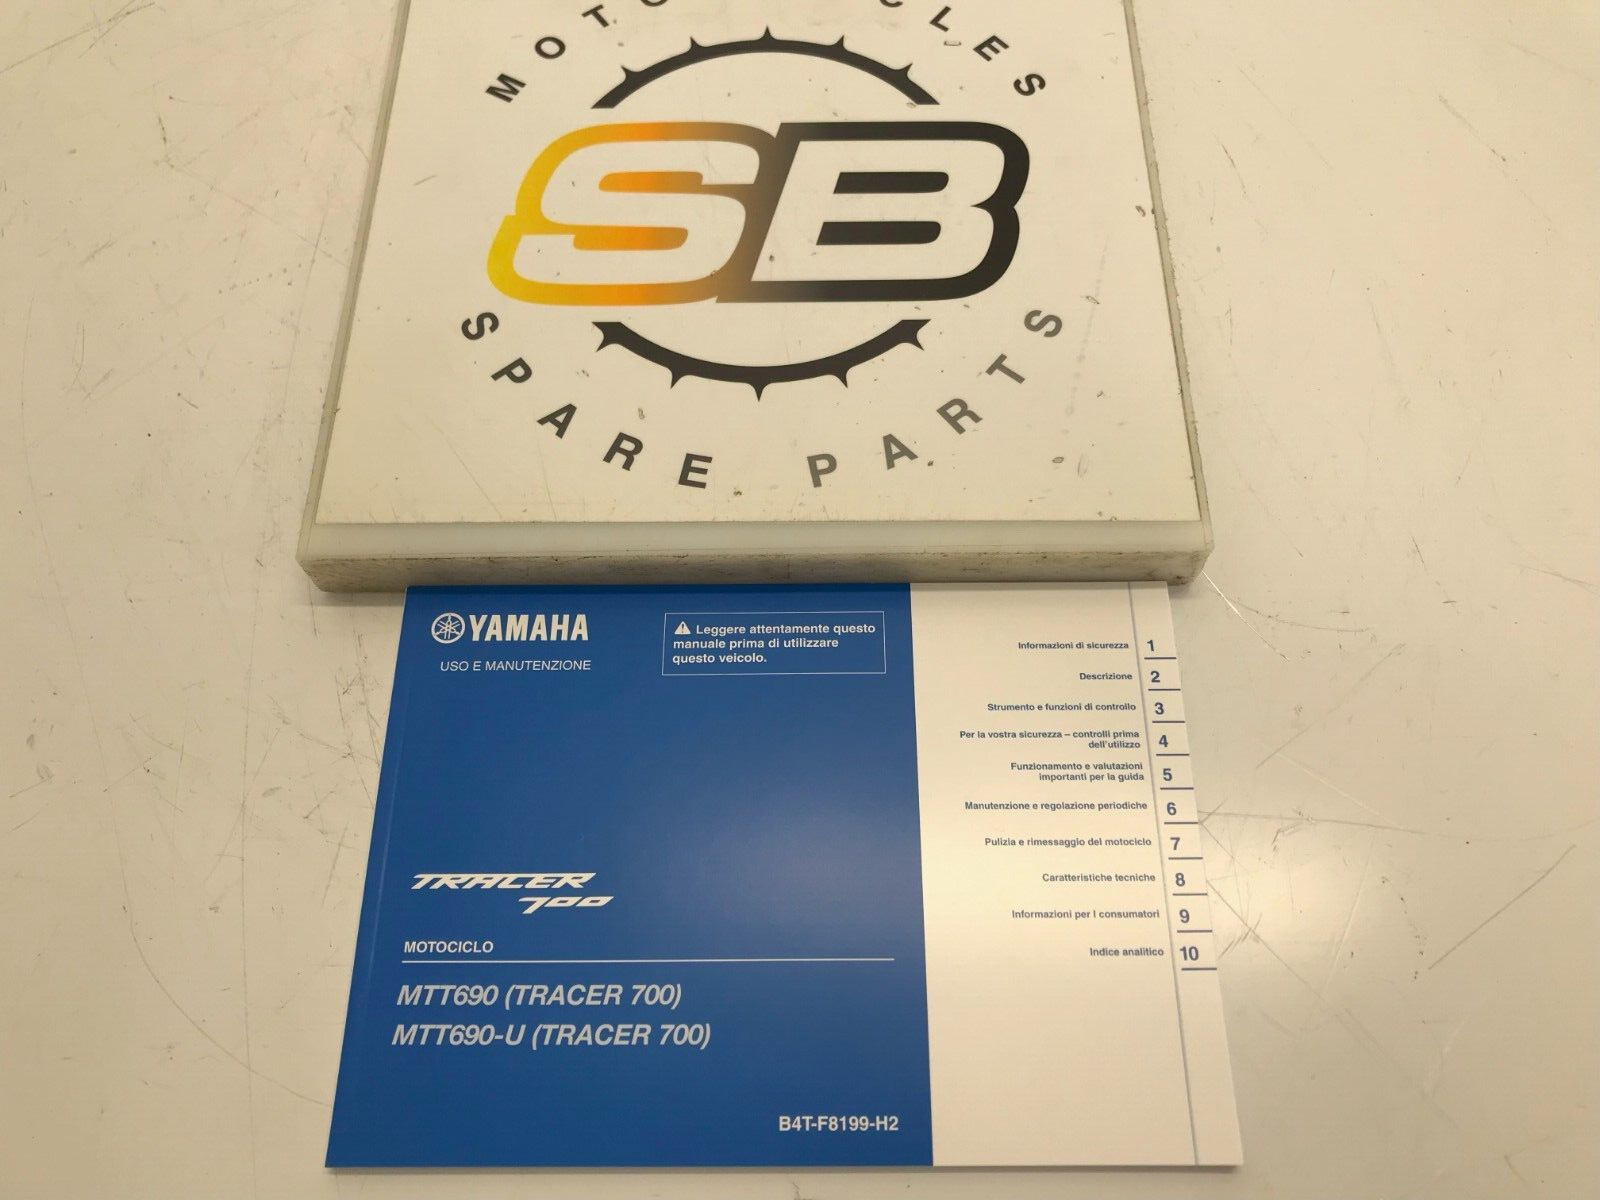 SB
SPARE PARTS
YAMAHA
USO E MANUTENZIONE
Leggere attentamente questo
manuale prima di utilizzare
questo veicolo.
TRACER
700
MOTOCICLO
MTT690 (TRACER 700)
MTT690-U (TRACER 700)
B4T-F8199-H2
Informazioni di sicurezza 1
Descrizione 2
Strumento e funzioni di controllo 3
Per la vostra sicurezza – controlli prima
dell'utilizzo 4
Funzionamento e valutazioni
importanti per la guida 5
Manutenzione e regolazione periodiche 6
Pulizia e rimessaggio del motociclo 7
Caratteristiche tecniche 8
Informazioni per I consumatori 9
Indice analitico 10